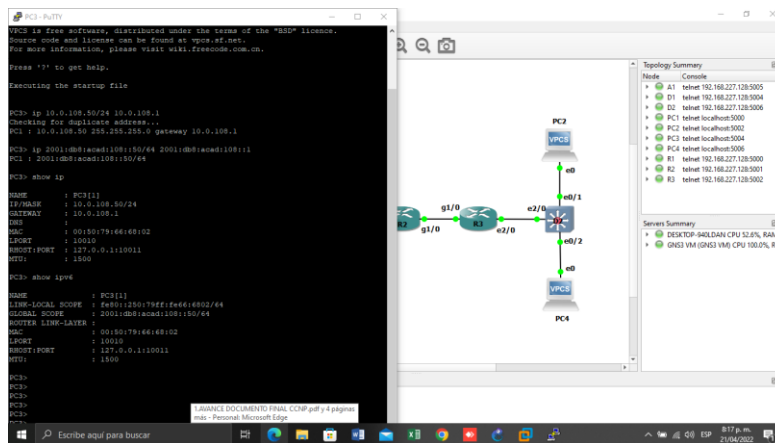 PC3 - PuTTY
VPCS is free software, distributed under the terms of the "BSD" licence.
Source code and license can be found at vpcs.sf.net.
For more information, please visit wiki.freecode.com.cn.
Press '?' to get help.
Executing the startup file
PC3> ip 10.0.108.50/24 10.0.108.1
Checking for duplicate address...
PC1 : 10.0.108.50 255.255.255.0 gateway 10.0.108.1
PC3> ip 2001:db8:acad:108::50/64 2001:db8:acad:108::1
PC1 : 2001:db8:acad:108::50/64
PC3> show ip
NAME : PC3[1]
IP/MASK : 10.0.108.50/24
GATEWAY : 10.0.108.1
DNS :
MAC : 00:50:79:66:68:02
LPORT : 10010
RHOST:PORT : 127.0.0.1:10011
MTU: : 1500
PC3> show ipv6
NAME : PC3[1]
LINK-LOCAL SCOPE : fe80::250:79ff:fe66:6802/64
GLOBAL SCOPE : 2001:db8:acad:108::50/64
ROUTER LINK-LAYER :
MAC : 00:50:79:66:68:02
LPORT : 10010
RHOST:PORT : 127.0.0.1:10011
MTU: : 1500
PC3>
PC3>
PC3>
PC3>
PC3>
PC2
VPCS
e0
e0/1
R2
g1/0
g1/0
R3
e2/0
e2/0
e0/2
e0
VPCS
PC4
Topology Summary
Node Console
A1 telnet 192.168.227.128:5005
D1 telnet 192.168.227.128:5004
D2 telnet 192.168.227.128:5006
PC1 telnet localhost:5000
PC2 telnet localhost:5002
PC3 telnet localhost:5004
PC4 telnet localhost:5006
R1 telnet 192.168.227.128:5000
R2 telnet 192.168.227.128:5001
R3 telnet 192.168.227.128:5002
Servers Summary
DESKTOP-940LDAN CPU 52.6%, RA
GNS3 VM (GNS3 VM) CPU 100.0%, R
1.AVANCE DOCUMENTO FINAL CCNP.pdf y 4 páginas
más - Personal: Microsoft Edge
Escribe aquí para buscar
ESP
8:17 p. m.
21/04/2022